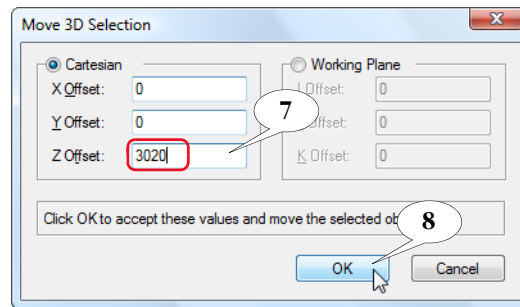 Move 3D Selection
Cartesian
X Offset: 0
Y Offset: 0
Z Offset: 3020
7
Working Plane
Offset: 0
Offset: 0
K Offset: 0
Click OK to accept these values and move the selected
8
OK
Cancel